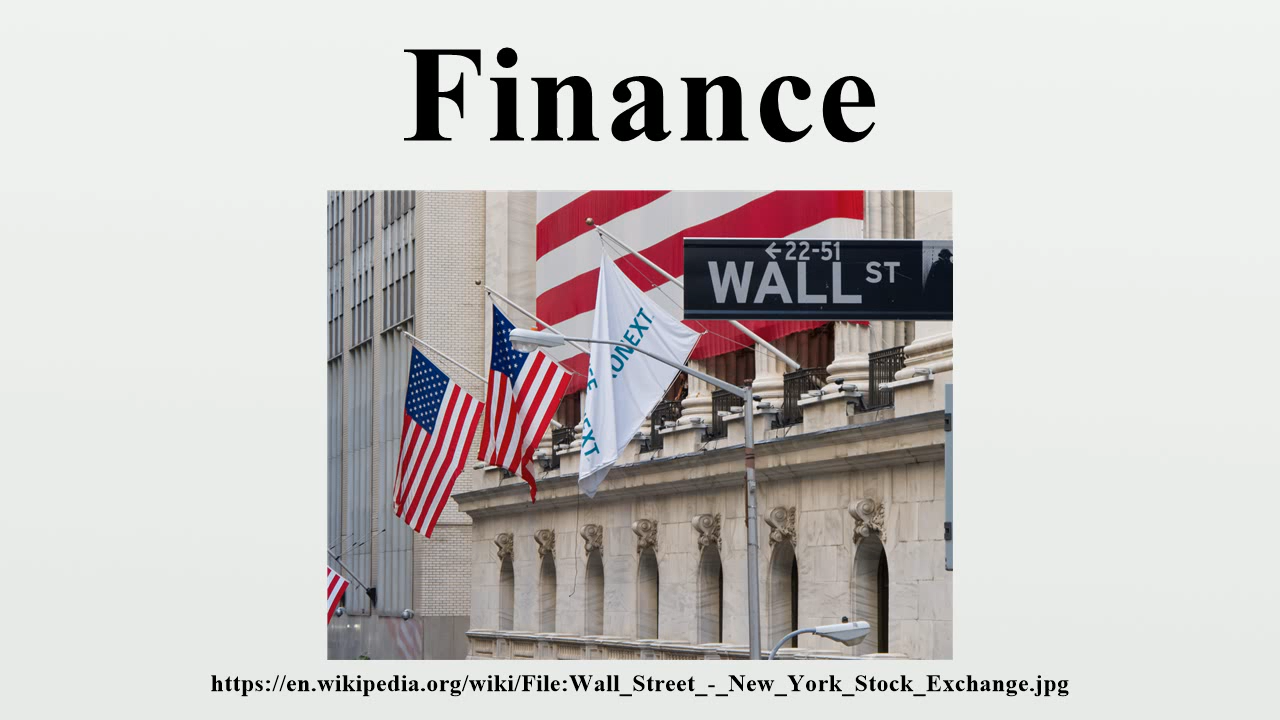 Finance
←22-51
WALL ST
https://en.wikipedia.org/wiki/File:Wall_Street_-_New_York_Stock_Exchange.jpg